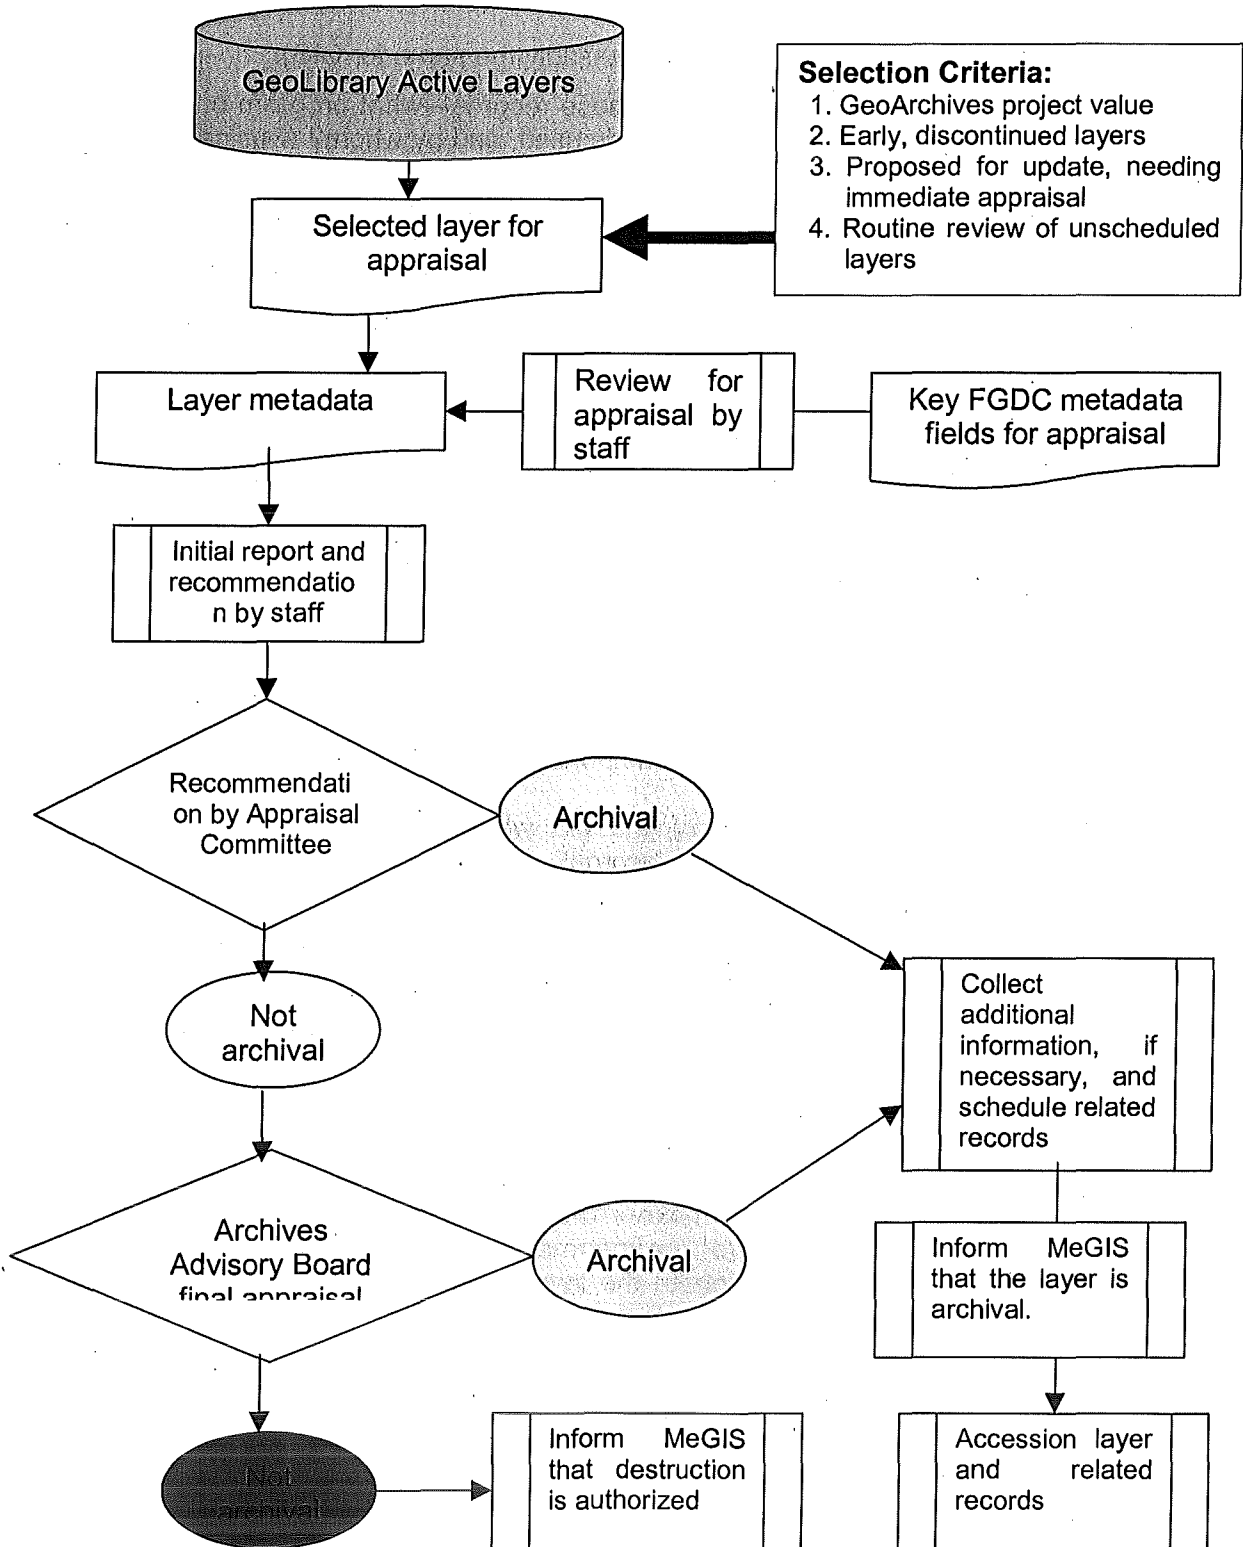 GeoLibrary Active Layers
Selection Criteria:
1. GeoArchives project value
2. Early, discontinued layers
3. Proposed for update, needing
immediate appraisal
4. Routine review of unscheduled
layers
Selected layer for
appraisal
Layer metadata
Review for
appraisal by
staff
Key FGDC metadata
fields for appraisal
Initial report and
recommendatio
n by staff
Recommendati
on by Appraisal
Committee
Archival
Not
archival
Collect
additional
information, if
necessary, and
schedule related
records
Archives
Advisory Board
final appraisal
Archival
Inform MeGIS
that the layer is
archival.
Not
archival
Inform MeGIS
that destruction
is authorized
Accession layer
and related
records